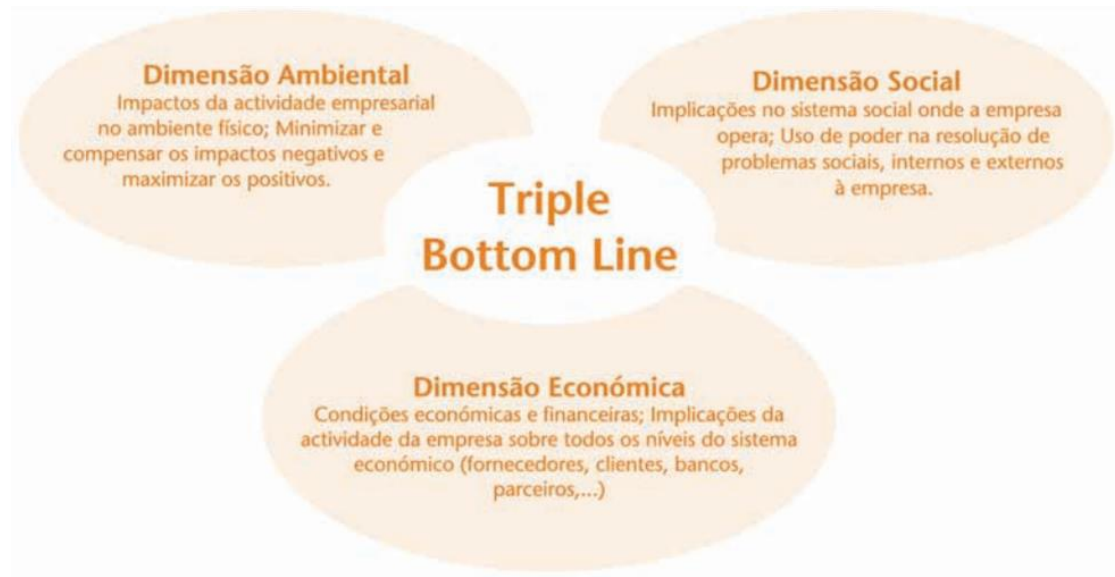 Dimensão Ambiental
Impactos da actividade empresarial
no ambiente físico; Minimizar e
compensar os impactos negativos e
maximizar os positivos.
Dimensão Social
Implicações no sistema social onde a empresa
opera; Uso de poder na resolução de
problemas sociais, internos e externos
à empresa.
Triple
Bottom Line
Dimensão Económica
Condições económicas e financeiras; Implicações da
actividade da empresa sobre todos os níveis do sistema
económico (fornecedores, clientes, bancos,
parceiros,...)